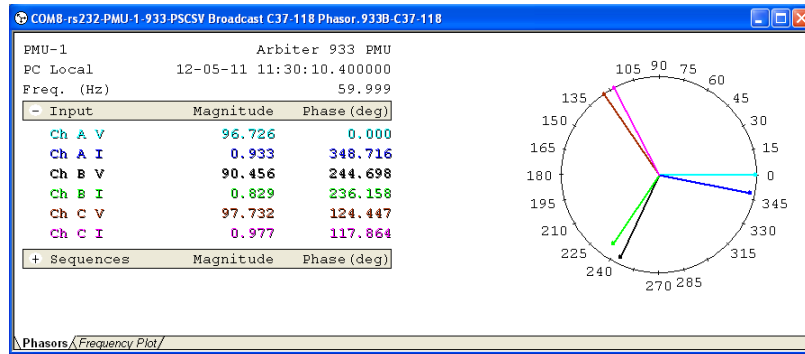 COM8-rs232-PMU-1-933-PSCSV Broadcast C37-118 Phasor.933B-C37-118
PMU-1 Arbiter 933 PMU
PC Local 12-05-11 11:30:10.400000
Freq. (Hz) 59.999
- Input Magnitude Phase(deg)
Ch A V 96.726 0.000
Ch A I 0.933 348.716
Ch B V 90.456 244.698
Ch B I 0.829 236.158
Ch C V 97.732 124.447
Ch C I 0.977 117.864
+ Sequences Magnitude Phase(deg)
105 90 75
60
135 45
150 30
165 15
180 0
195 345
210 330
225 315
240
270 285
Phasors Frequency Plot